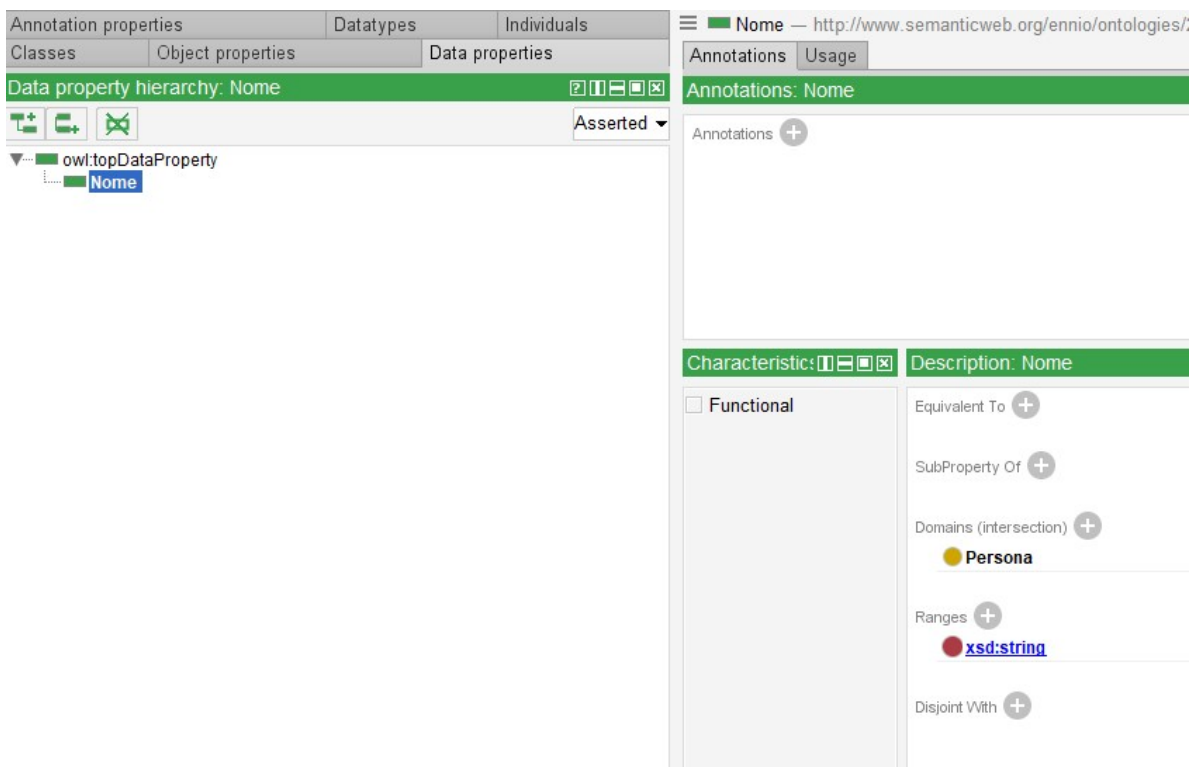 Annotation properties Datatypes Individuals
Classes Object properties Data properties
Data property hierarchy: Nome
Asserted
owl:topDataProperty
Nome
Nome — http://www.semanticweb.org/ennio/ontologies/2
Annotations Usage
Annotations: Nome
Annotations
Characteristics
Functional
Description: Nome
Equivalent To
SubProperty Of
Domains (intersection)
Persona
Ranges
xsd:string
Disjoint With